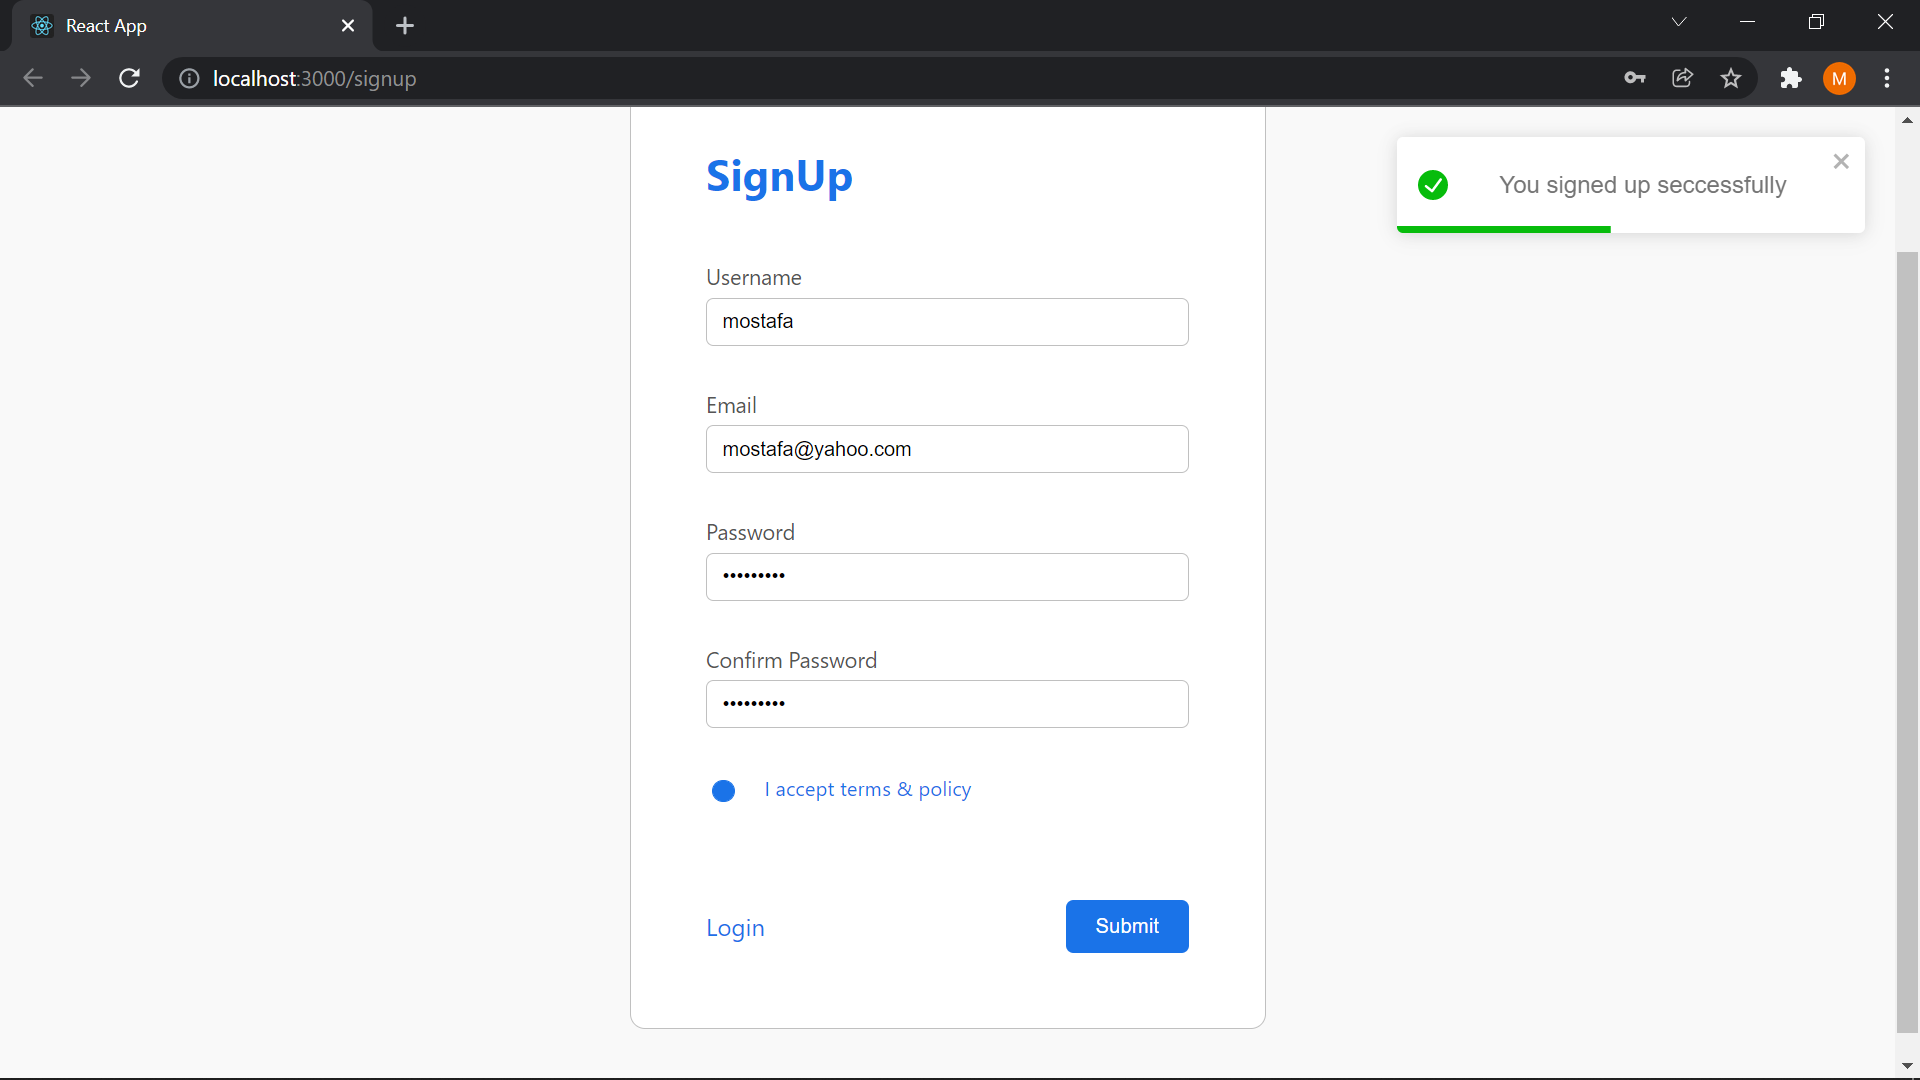 React App
localhost:3000/signup
M
SignUp
You signed up seccessfully
Username
mostafa
Email
mostafa@yahoo.com
Password
•••••••••
Confirm Password
•••••••••
I accept terms & policy
Login
Submit